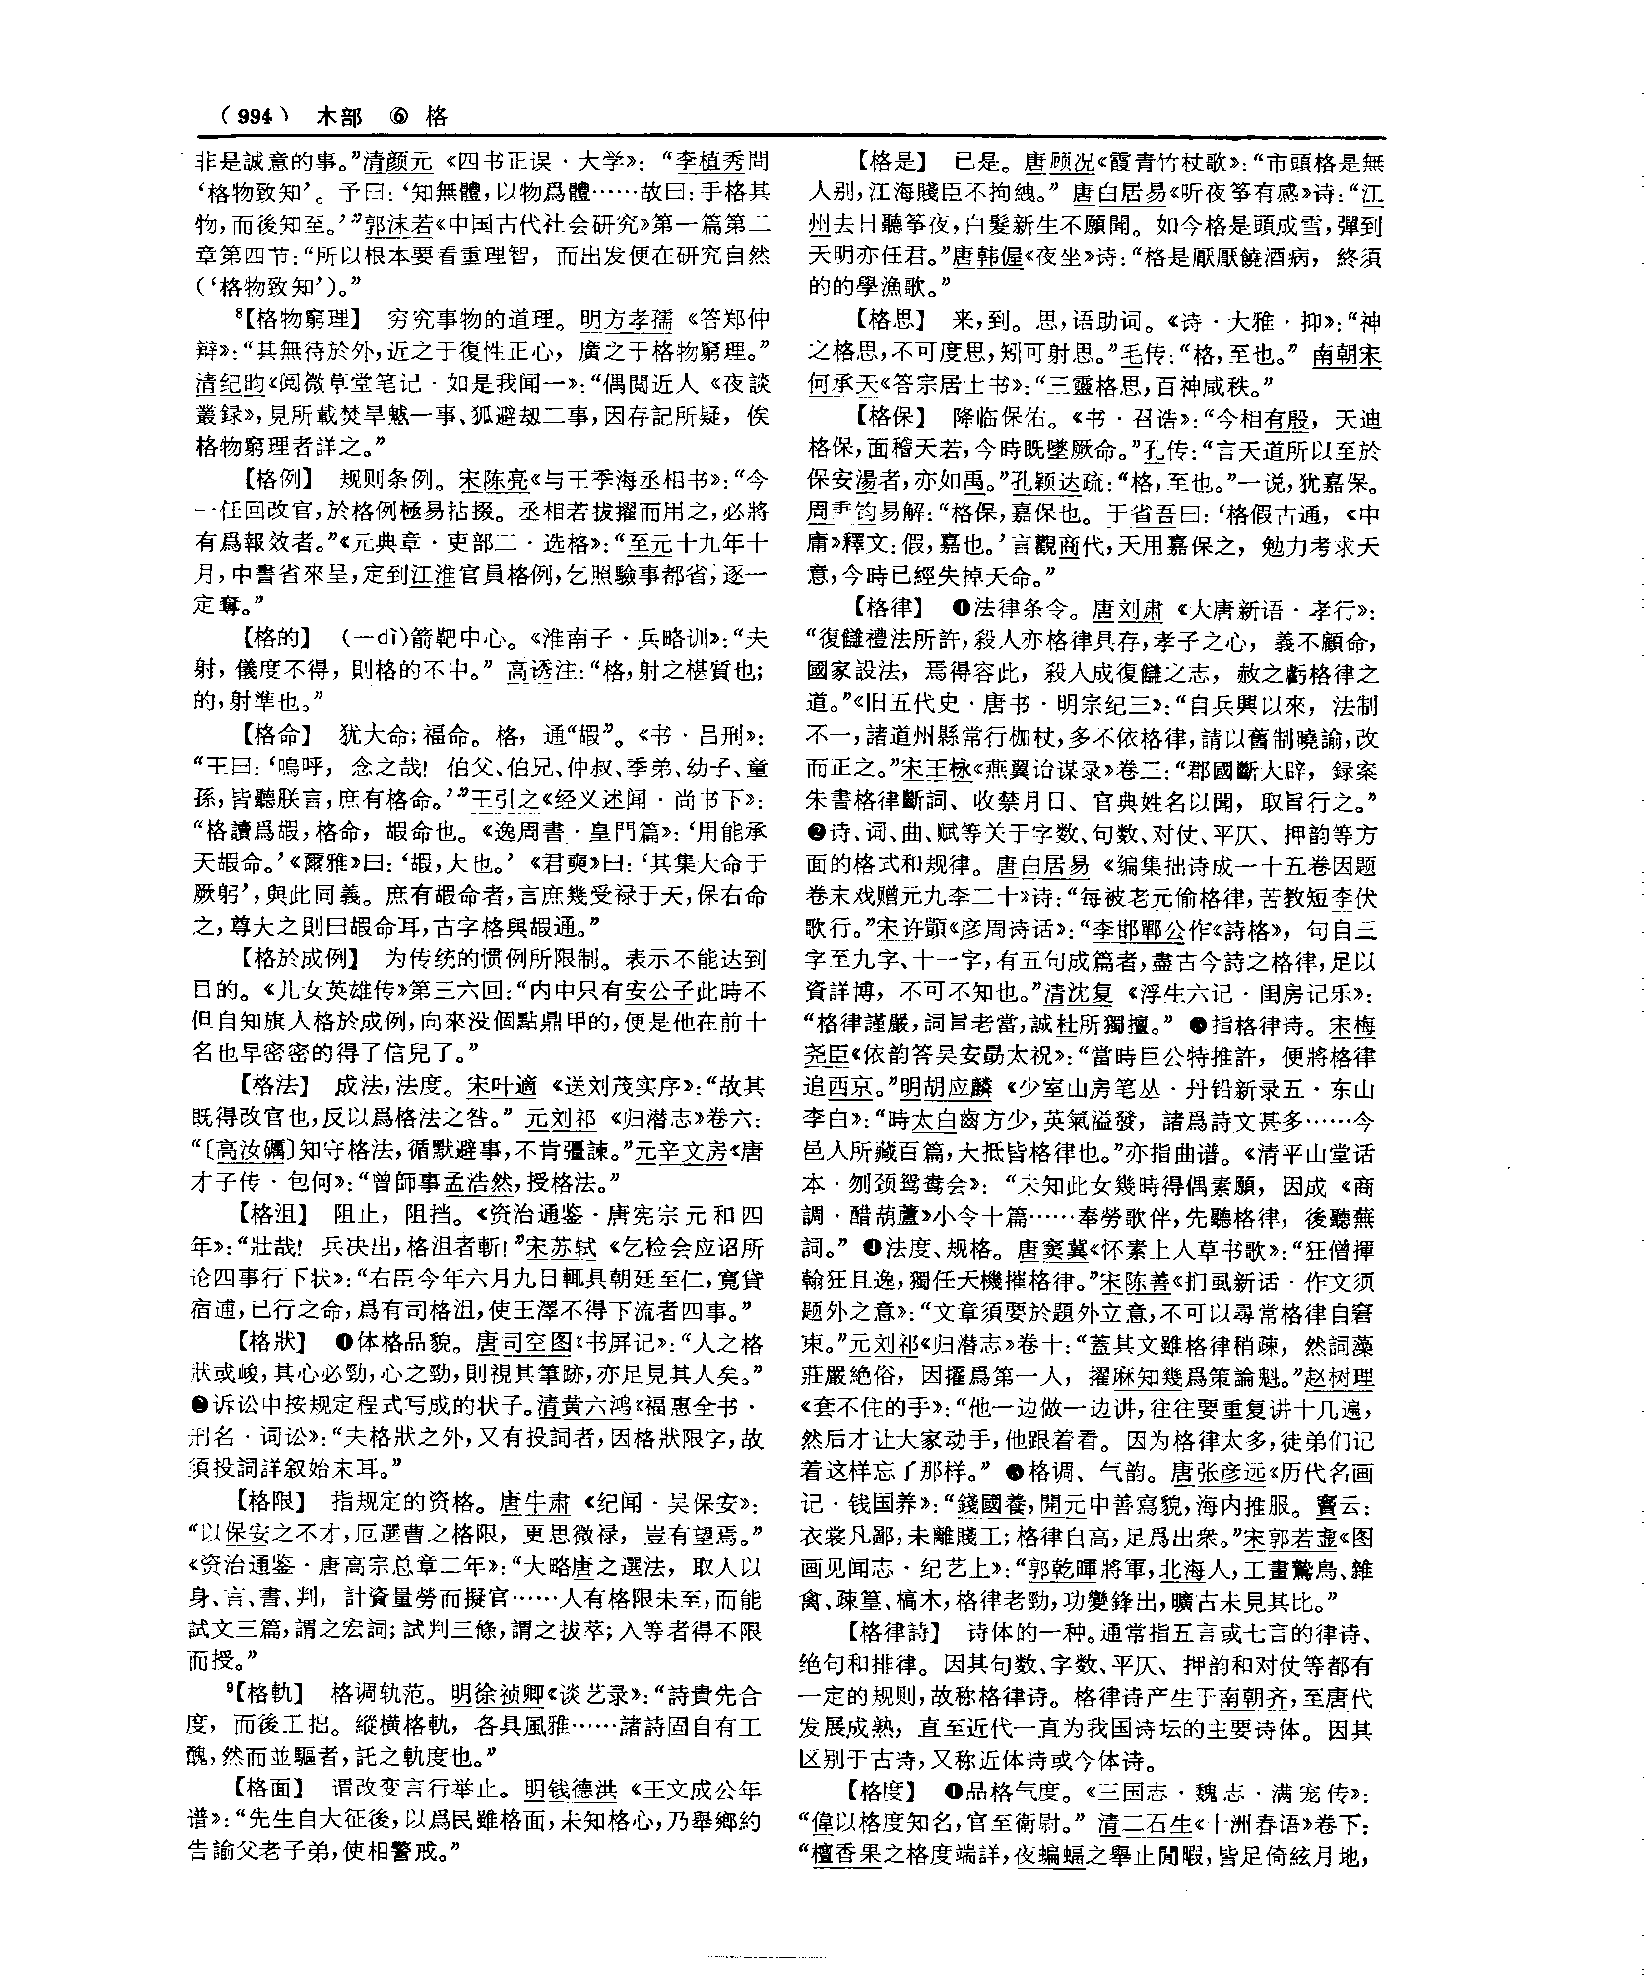 （994） 木部 ⑥ 格
非是誠意的事。”清颜元《四书正误·大学》：“李植秀問
‘格物致知’。予曰：‘知無體，以物爲體……故曰：手格其
物，而後知至。’”郭沫若《中国古代社会研究》第一篇第二
章第四节：“所以根本要看重理智，而出发便在研究自然
（‘格物致知’）。”
⁸【格物窮理】 穷究事物的道理。明方孝孺《答郑仲
辩》：“其無待於外，近之于復性正心，廣之于格物窮理。”
清纪昀《阅微草堂笔记·如是我闻一》：“偶閲近人《夜談
叢録》，見所載焚旱魃一事、狐避劫二事，因存記所疑，俟
格物窮理者詳之。”
【格例】 规则条例。宋陈亮《与王季海丞相书》：“今
一任回改官，於格例極易拈掇。丞相若拔擢而用之，必將
有爲報效者。”《元典章·吏部二·选格》：“至元十九年十
月，中書省來呈，定到江淮官員格例，乞照驗事都省，逐一
定奪。”
【格的】 （—dì）箭靶中心。《淮南子·兵略训》：“夫
射，儀度不得，則格的不中。”高诱注：“格，射之椹質也；
的，射準也。”
【格命】 犹大命；福命。格，通“嘏”。《书·吕刑》：
“王曰：‘嗚呼，念之哉！伯父、伯兄、仲叔、季弟、幼子、童
孫，皆聽朕言，庶有格命。’”王引之《经义述闻·尚书下》：
“格讀爲嘏，格命，嘏命也。《逸周書·皇門篇》：‘用能承
天嘏命。’《爾雅》曰：‘嘏，大也。’《君奭》曰：‘其集大命于
厥躬’，與此同義。庶有嘏命者，言庶幾受禄于天，保右命
之，尊大之則曰嘏命耳，古字格與嘏通。”
【格於成例】 为传统的惯例所限制。表示不能达到
目的。《儿女英雄传》第三六回：“内中只有安公子此時不
但自知旗人格於成例，向來没個點鼎甲的，便是他在前十
名也早密密的得了信兒了。”
【格法】 成法，法度。宋叶適《送刘茂实序》：“故其
既得改官也，反以爲格法之咎。”元刘祁《归潜志》卷六：
“〔高汝礪〕知守格法，循默避事，不肯彊諫。”元辛文房《唐
才子传·包何》：“曾師事孟浩然，授格法。”
【格沮】 阻止，阻挡。《资治通鉴·唐宪宗元和四
年》：“壯哉！兵决出，格沮者斬！”宋苏轼《乞检会应诏所
论四事行下状》：“右臣今年六月九日輒具朝廷至仁，寬貸
宿逋，已行之命，爲有司格沮，使王澤不得下流者四事。”
【格狀】 ❶体格品貌。唐司空图《书屏记》：“人之格
狀或峻，其心必勁，心之勁，則視其筆跡，亦足見其人矣。”
❷诉讼中按规定程式写成的状子。清黄六鸿《福惠全书·
刑名·词讼》：“夫格狀之外，又有投詞者，因格狀限字，故
須投詞詳叙始末耳。”
【格限】 指规定的资格。唐牛肃《纪闻·吴保安》：
“以保安之不才，厄選曹之格限，更思微禄，豈有望焉。”
《资治通鉴·唐高宗总章二年》：“大略唐之選法，取人以
身、言、書、判，計資量勞而擬官……人有格限未至，而能
試文三篇，謂之宏詞；試判三條，謂之拔萃；入等者得不限
而授。”
⁹【格軌】 格调轨范。明徐祯卿《谈艺录》：“詩貴先合
度，而後工拙。縱横格軌，各具風雅……諸詩固自有工
醜，然而並驅者，託之軌度也。”
【格面】 谓改变言行举止。明钱德洪《王文成公年
谱》：“先生自大征後，以爲民雖格面，未知格心，乃舉鄉約
告諭父老子弟，使相警戒。”
【格是】 已是。唐顾况《霞青竹杖歌》：“市頭格是無
人别，江海賤臣不拘紲。”唐白居易《听夜筝有感》诗：“江
州去日聽筝夜，白髮新生不願聞。如今格是頭成雪，彈到
天明亦任君。”唐韩偓《夜坐》诗：“格是厭厭饒酒病，終須
的的學漁歌。”
【格思】 来，到。思，语助词。《诗·大雅·抑》：“神
之格思，不可度思，矧可射思。”毛传：“格，至也。”南朝宋
何承天《答宗居士书》：“三靈格思，百神咸秩。”
【格保】 降临保佑。《书·召诰》：“今相有殷，天迪
格保，面稽天若，今時既墜厥命。”孔传：“言天道所以至於
保安湯者，亦如禹。”孔颖达疏：“格，至也。”一说，犹嘉保。
周秉钧易解：“格保，嘉保也。于省吾曰：‘格假古通，《中
庸》釋文：假，嘉也。’言觀商代，天用嘉保之，勉力考求天
意，今時已經失掉天命。”
【格律】 ❶法律条令。唐刘肃《大唐新语·孝行》：
“復讎禮法所許，殺人亦格律具存，孝子之心，義不顧命，
國家設法，焉得容此，殺人成復讎之志，赦之虧格律之
道。”《旧五代史·唐书·明宗纪三》：“自兵興以來，法制
不一，諸道州縣常行枷杖，多不依格律，請以舊制曉諭，改
而正之。”宋王栐《燕翼诒谋录》卷二：“郡國斷大辟，録案
朱書格律斷詞、收禁月日、官典姓名以聞，取旨行之。”
❷诗、词、曲、赋等关于字数、句数、对仗、平仄、押韵等方
面的格式和规律。唐白居易《编集拙诗成一十五卷因题
卷末戏赠元九李二十》诗：“每被老元偷格律，苦教短李伏
歌行。”宋许顗《彦周诗话》：“李邯鄲公作《詩格》，句自三
字至九字、十一字，有五句成篇者，盡古今詩之格律，足以
資詳博，不可不知也。”清沈复《浮生六记·闺房记乐》：
“格律謹嚴，詞旨老當，誠杜所獨擅。”❸指格律诗。宋梅
尧臣《依韵答吴安勗太祝》：“當時巨公特推許，便將格律
追西京。”明胡应麟《少室山房笔丛·丹铅新录五·东山
李白》：“時太白齒方少，英氣溢發，諸爲詩文甚多……今
邑人所藏百篇，大抵皆格律也。”亦指曲谱。《清平山堂话
本·刎颈鸳鸯会》：“未知此女幾時得偶素願，因成《商
調·醋葫蘆》小令十篇……奉勞歌伴，先聽格律，後聽蕪
詞。”❹法度、规格。唐窦冀《怀素上人草书歌》：“狂僧揮
翰狂且逸，獨任天機摧格律。”宋陈善《扪虱新话·作文须
题外之意》：“文章須要於題外立意，不可以尋常格律自窘
束。”元刘祁《归潜志》卷十：“蓋其文雖格律稍疎，然詞藻
莊嚴絶俗，因擢爲第一人，擢麻知幾爲策論魁。”赵树理
《套不住的手》：“他一边做一边讲，往往要重复讲十几遍，
然后才让大家动手，他跟着看。因为格律太多，徒弟们记
着这样忘了那样。”❺格调、气韵。唐张彦远《历代名画
记·钱国养》：“錢國養，開元中善寫貌，海内推服。竇云：
衣裳凡鄙，未離賤工；格律自高，足爲出衆。”宋郭若虚《图
画见闻志·纪艺上》：“郭乾暉將軍，北海人，工畫鷙鳥、雜
禽、疎篁、槁木，格律老勁，功變鋒出，曠古未見其比。”
【格律詩】 诗体的一种。通常指五言或七言的律诗、
绝句和排律。因其句数、字数、平仄、押韵和对仗等都有
一定的规则，故称格律诗。格律诗产生于南朝齐，至唐代
发展成熟，直至近代一直为我国诗坛的主要诗体。因其
区别于古诗，又称近体诗或今体诗。
【格度】 ❶品格气度。《三国志·魏志·满宠传》：
“偉以格度知名，官至衛尉。”清二石生《十洲春语》卷下：
“檀香果之格度端詳，夜蝙蝠之舉止閒暇，皆足倚絃月地，